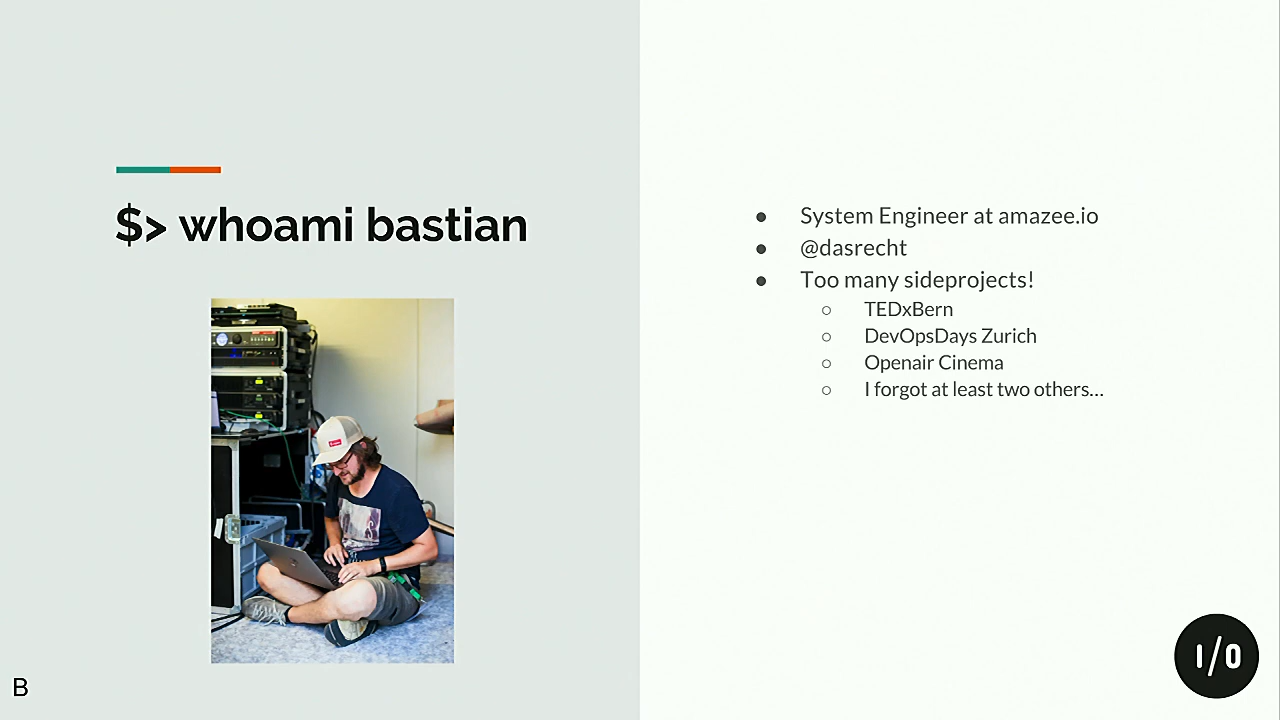 $> whoami bastian
System Engineer at amazee.io
@dasrecht
Too many sideprojects!
TEDxBern
DevOpsDays Zurich
Openair Cinema
I forgot at least two others...
B
I/O